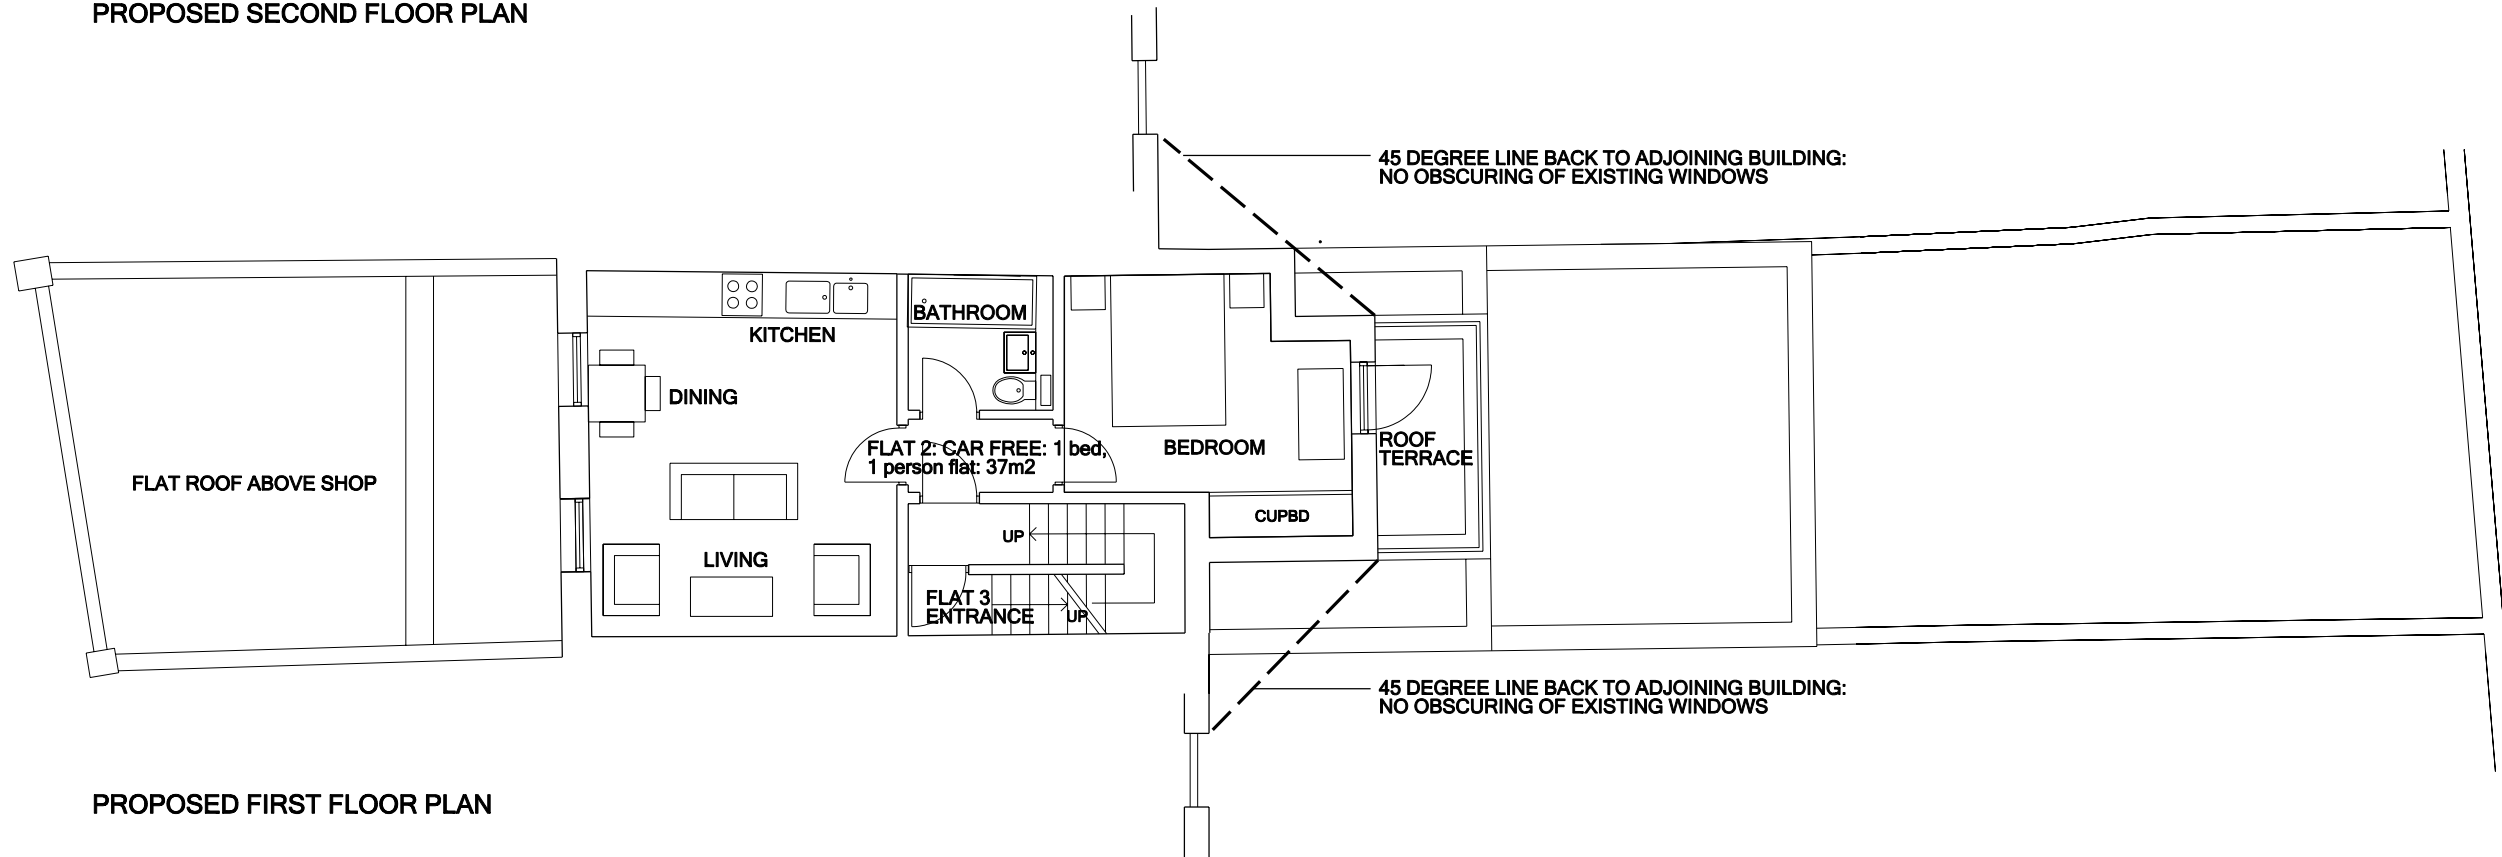 PROPOSED SECOND FLOOR PLAN
45 DEGREE LINE BACK TO ADJOINING BUILDING:
NO OBSCURING OF EXISTING WINDOWS
BATHROOM
KITCHEN
DINING
FLAT 2: CAR FREE: 1 bed,
1 person flat: 37m2
BEDROOM
ROOF
TERRACE
FLAT ROOF ABOVE SHOP
CUPBD
UP
LIVING
FLAT 3
ENTRANCE
UP
45 DEGREE LINE BACK TO ADJOINING BUILDING:
NO OBSCURING OF EXISTING WINDOWS
PROPOSED FIRST FLOOR PLAN